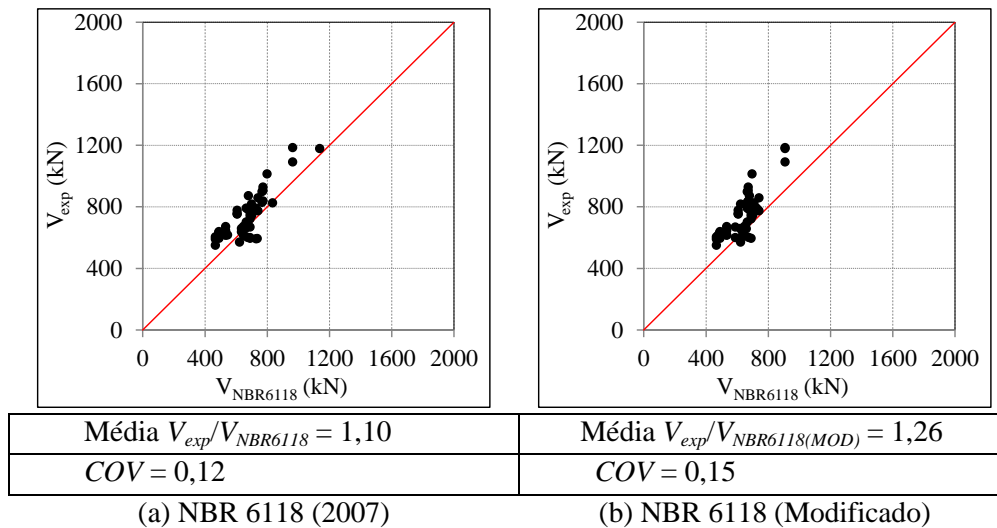 2000
1600
1200
800
400
0
V_exp (kN)
0 400 800 1200 1600 2000
V_NBR6118 (kN)
2000
1600
1200
800
400
0
V_exp (kN)
0 400 800 1200 1600 2000
V_NBR6118 (kN)
Média V_exp/V_NBR6118 = 1,10
Média V_exp/V_NBR6118(MOD) = 1,26
COV = 0,12
COV = 0,15
(a) NBR 6118 (2007)
(b) NBR 6118 (Modificado)